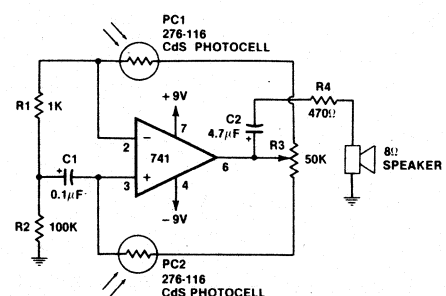 PC1
276-116
CdS PHOTOCELL
+9V
R4
470Ω
R1
1K
C2
4.7µF
+
7
2
−
741
6
R3
50K
8Ω
SPEAKER
C1
+
0.1µF
3
+
4
−9V
R2
100K
PC2
276-116
CdS PHOTOCELL